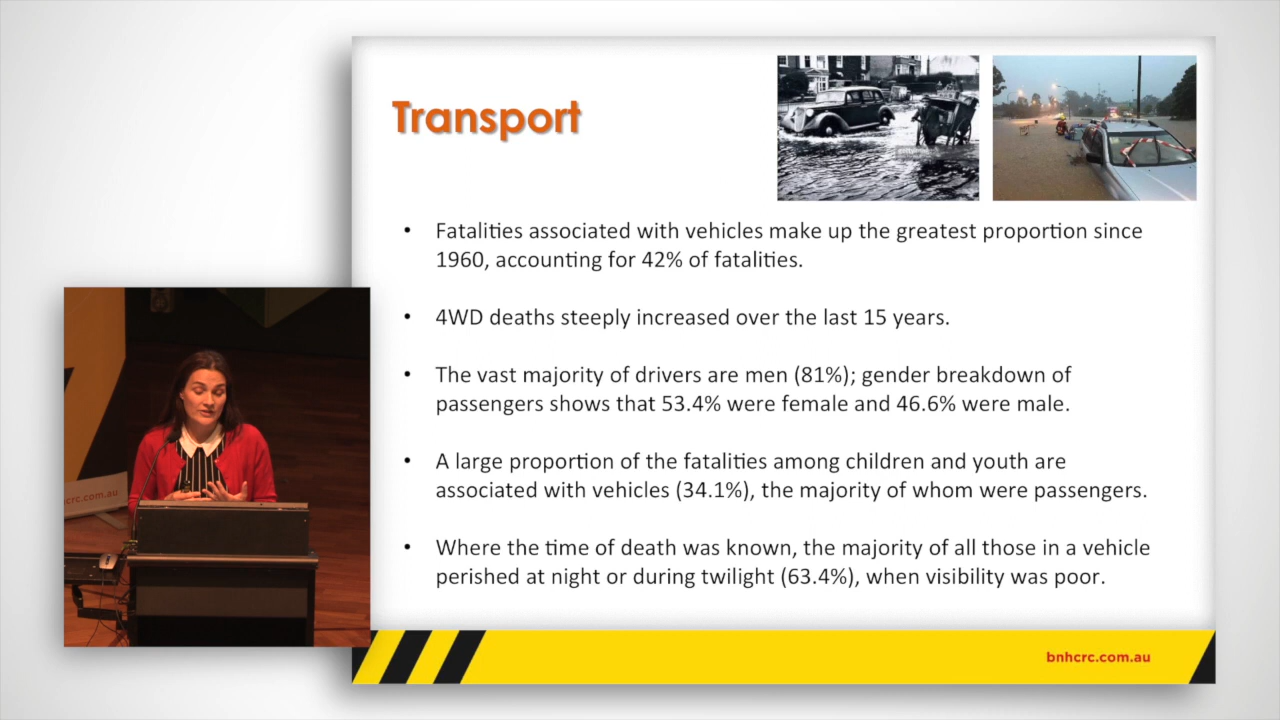 Transport
• Fatalities associated with vehicles make up the greatest proportion since
1960, accounting for 42% of fatalities.
• 4WD deaths steeply increased over the last 15 years.
• The vast majority of drivers are men (81%); gender breakdown of
passengers shows that 53.4% were female and 46.6% were male.
• A large proportion of the fatalities among children and youth are
associated with vehicles (34.1%), the majority of whom were passengers.
• Where the time of death was known, the majority of all those in a vehicle
perished at night or during twilight (63.4%), when visibility was poor.
hcrc.com.au
bnhcrc.com.au